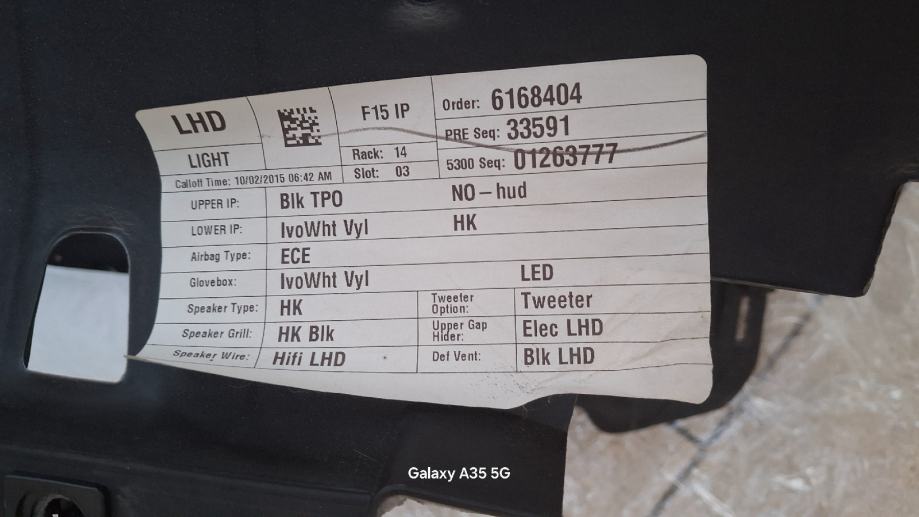 LHD
LIGHT
F15 IP
Rack: 14
Slot: 03
Order: 6168404
PRE Seq: 33591
5300 Seq: 01263777
Callott Time: 10/02/2015 06:42 AM
UPPER IP: Blk TPO NO-hud
LOWER IP: IvoWht Vyl HK
Airbag Type: ECE
Glovebox: IvoWht Vyl LED
Speaker Type: HK Tweeter Option: Tweeter
Speaker Grill: HK Blk Upper Gap Hider: Elec LHD
Speaker Wire: Hifi LHD Def Vent: Blk LHD
Galaxy A35 5G